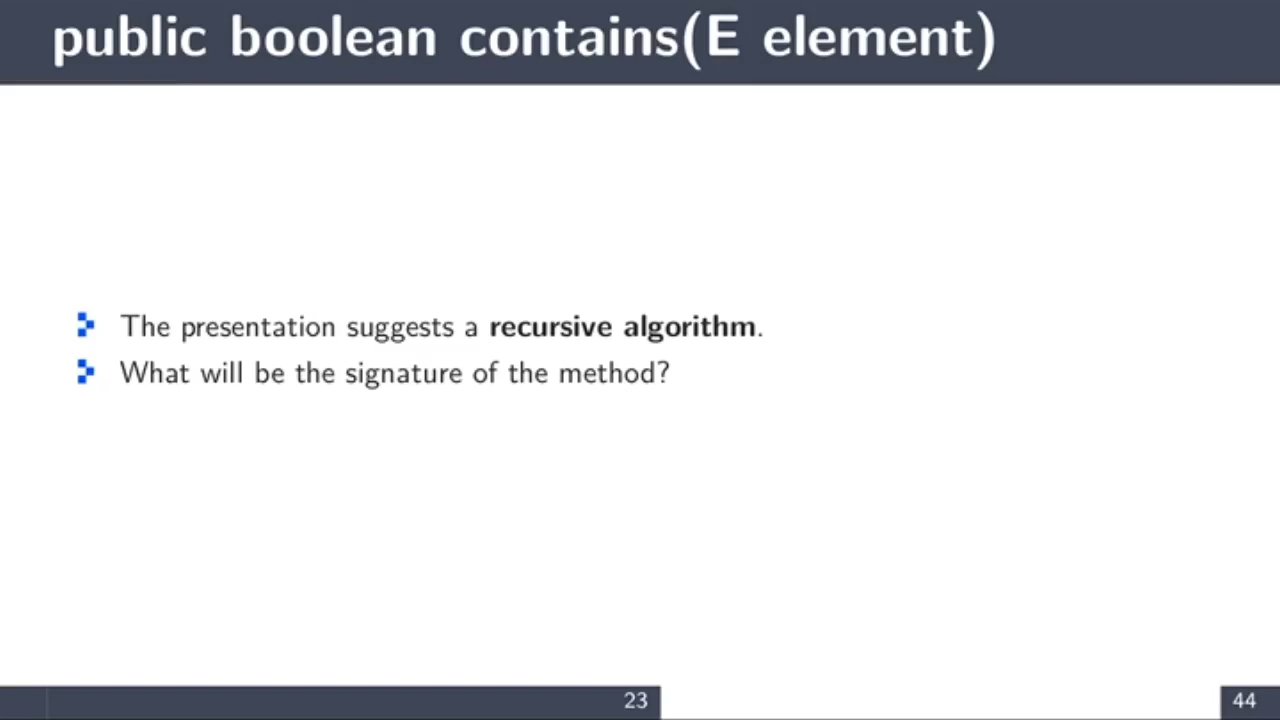 public boolean contains(E element)
The presentation suggests a recursive algorithm.
What will be the signature of the method?
23
44